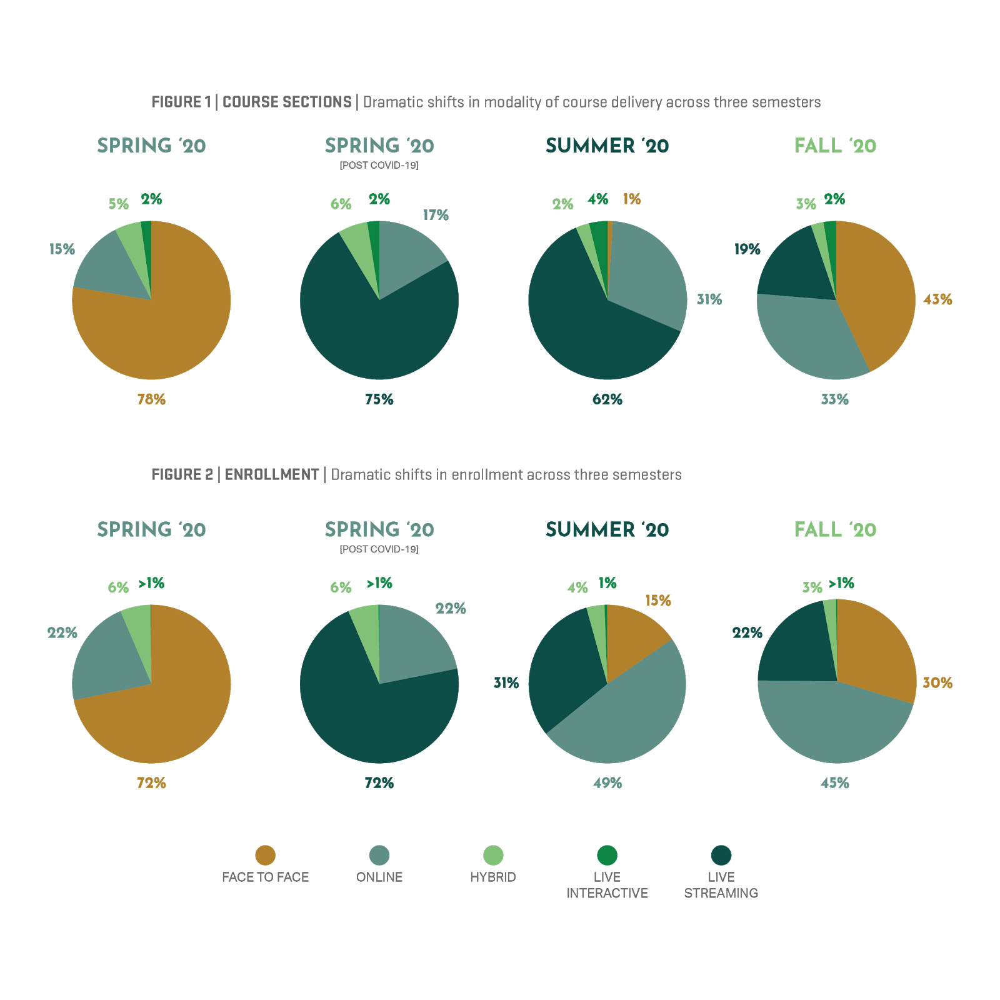 FIGURE 1 | COURSE SECTIONS | Dramatic shifts in modality of course delivery across three semesters
SPRING ‘20
SPRING ‘20
SUMMER ‘20
FALL ‘20
[POST COVID-19]
5%
2%
15%
78%
6%
2%
17%
75%
2%
4%
1%
31%
62%
3%
2%
19%
43%
33%
FIGURE 2 | ENROLLMENT | Dramatic shifts in enrollment across three semesters
SPRING ‘20
SPRING ‘20
SUMMER ‘20
FALL ‘20
[POST COVID-19]
6%
>1%
22%
72%
6%
>1%
22%
72%
4%
1%
15%
31%
49%
3%
>1%
22%
30%
45%
FACE TO FACE
ONLINE
HYBRID
LIVE
INTERACTIVE
LIVE
STREAMING